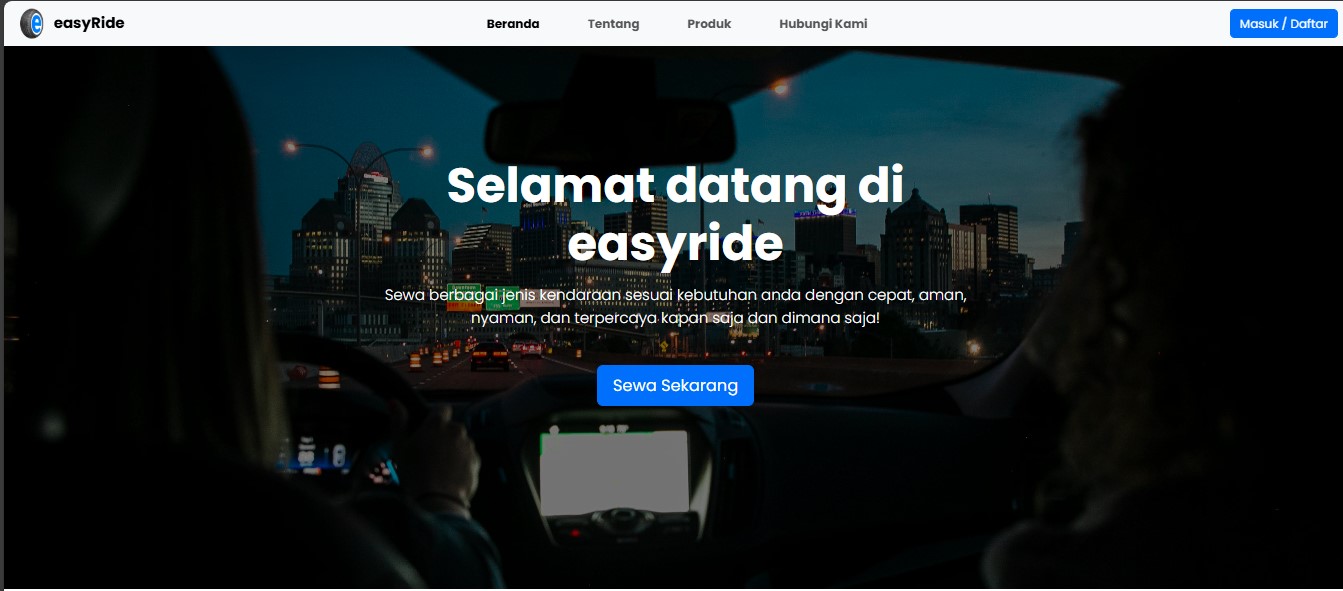 e easyRide
Beranda Tentang Produk Hubungi Kami
Masuk / Daftar
Selamat datang di
easyride
Sewa berbagai jenis kendaraan sesuai kebutuhan anda dengan cepat, aman,
nyaman, dan terpercaya kapan saja dan dimana saja!
Sewa Sekarang